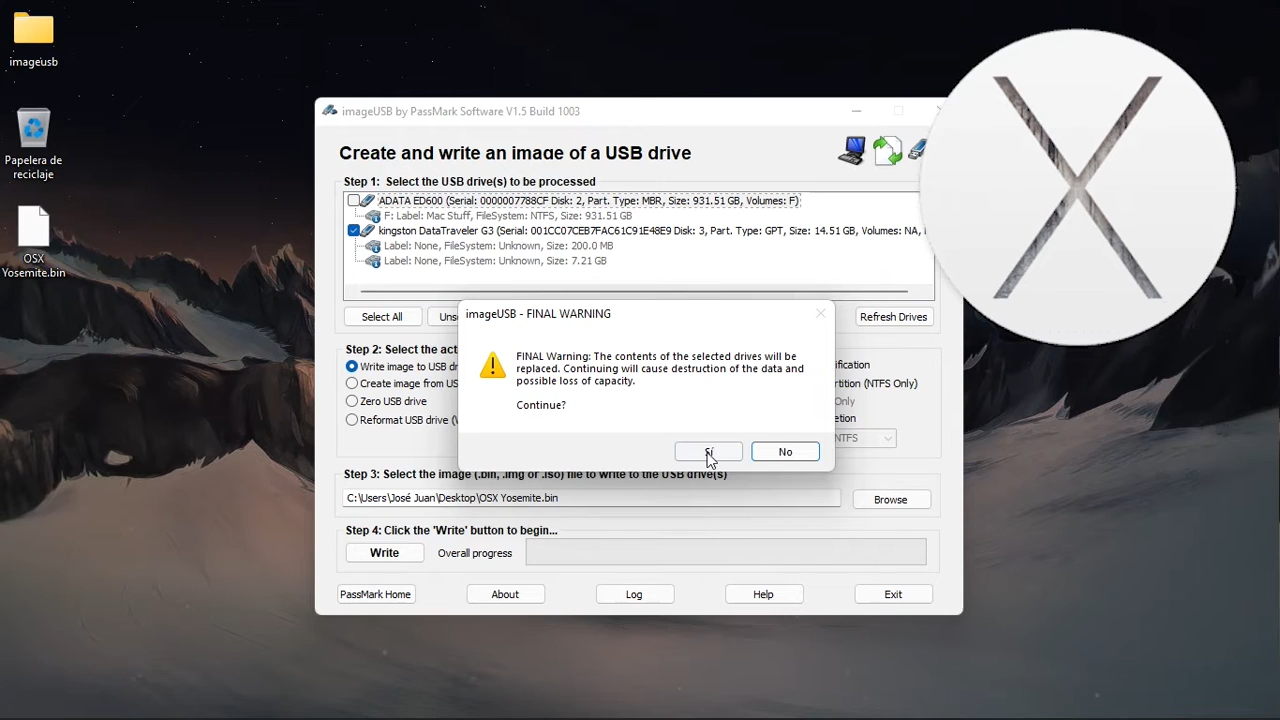 imageusb
Papelera de
reciclaje
OSX
Yosemite.bin
imageUSB by PassMark Software V1.5 Build 1003
Create and write an image of a USB drive
Step 1: Select the USB drive(s) to be processed
ADATA ED600 (Serial: 0000007788CF Disk: 2, Part. Type: MBR, Size: 931.51 GB, Volumes: F)
F: Label: Mac Stuff, FileSystem: NTFS, Size: 931.51 GB
kingston DataTraveler G3 (Serial: 001CC07CEB7FAC61C91E48E9 Disk: 3, Part. Type: GPT, Size: 14.51 GB, Volumes: NA,
Label: None, FileSystem: Unknown, Size: 200.0 MB
Label: None, FileSystem: Unknown, Size: 7.21 GB
Select All
Uns
Refresh Drives
imageUSB - FINAL WARNING
FINAL Warning: The contents of the selected drives will be
replaced. Continuing will cause destruction of the data and
possible loss of capacity.
Continue?
No
Step 2: Select the act
Write image to USB dr
Create image from US
Zero USB drive
Reformat USB drive (W
ification
rtition (NTFS Only)
Only)
etion
NTFS
Step 3: Select the image (.bin, .img or .iso) file to write to the USB drive(s)
C:\Users\José Juan\Desktop\OSX Yosemite.bin
Browse
Step 4: Click the 'Write' button to begin...
Write
Overall progress
PassMark Home
About
Log
Help
Exit
X